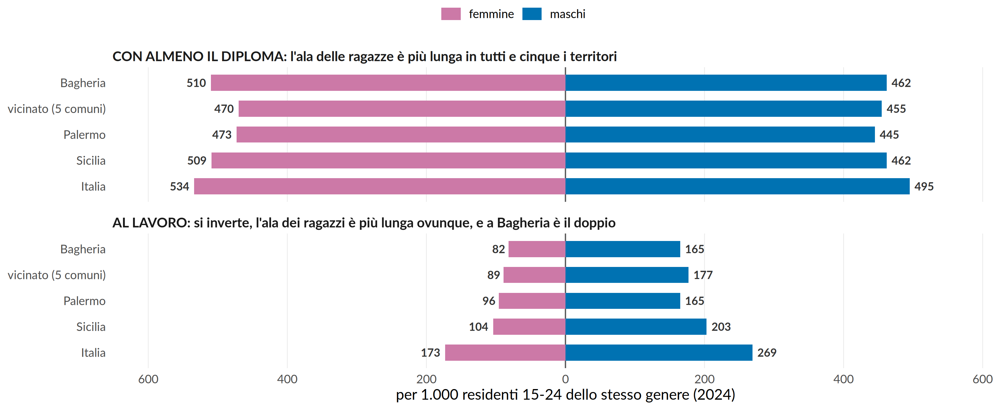 femmine maschi
CON ALMENO IL DIPLOMA: l'ala delle ragazze è più lunga in tutti e cinque i territori
Bagheria 510 462
vicinato (5 comuni) 470 455
Palermo 473 445
Sicilia 509 462
Italia 534 495
AL LAVORO: si inverte, l'ala dei ragazzi è più lunga ovunque, e a Bagheria è il doppio
Bagheria 82 165
vicinato (5 comuni) 89 177
Palermo 96 165
Sicilia 104 203
Italia 173 269
600 400 200 0 200 400 600
per 1.000 residenti 15-24 dello stesso genere (2024)